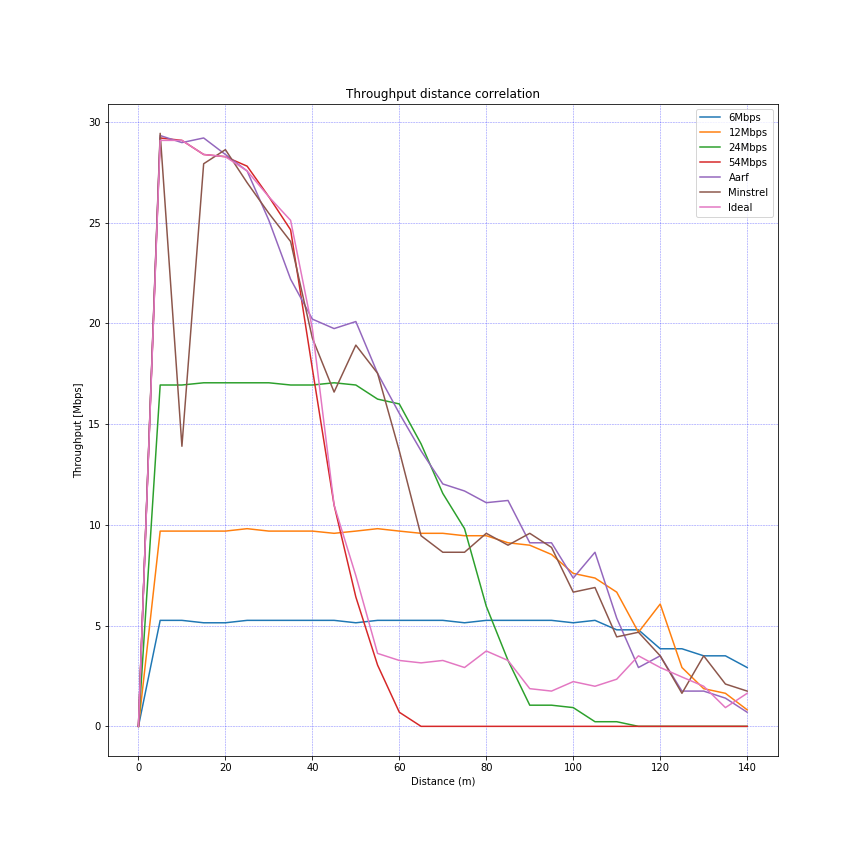 Throughput distance correlation
6Mbps
12Mbps
24Mbps
54Mbps
Aarf
Minstrel
Ideal
30
25
20
15
10
5
0
Throughput [Mbps]
0 20 40 60 80 100 120 140
Distance (m)